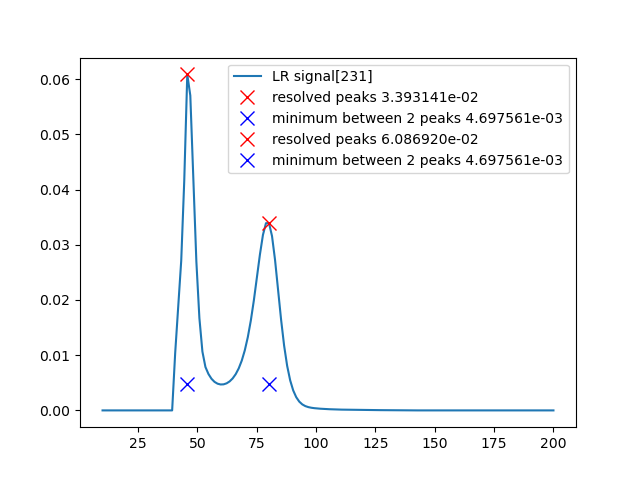 LR signal[231]
resolved peaks 3.393141e-02
minimum between 2 peaks 4.697561e-03
resolved peaks 6.086920e-02
minimum between 2 peaks 4.697561e-03
0.06
0.05
0.04
0.03
0.02
0.01
0.00
25 50 75 100 125 150 175 200